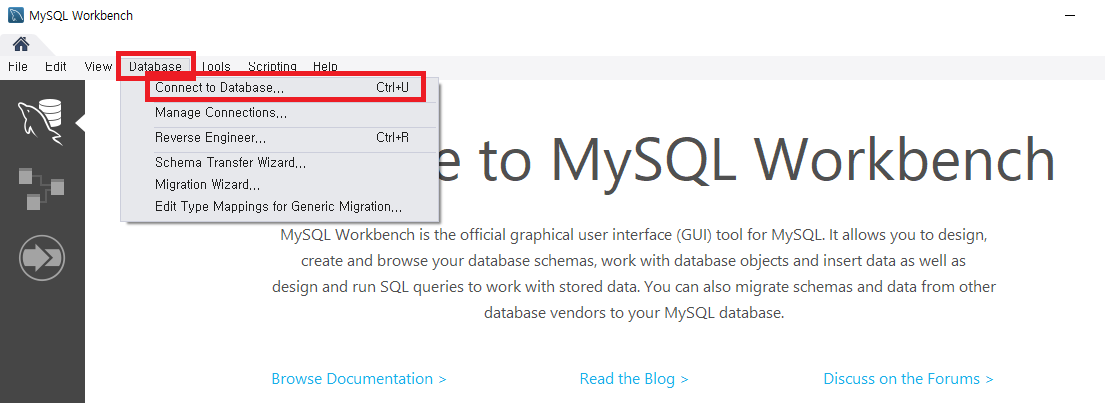 MySQL Workbench
File Edit View Database Tools Scripting Help
Connect to Database... Ctrl+U
Manage Connections...
Reverse Engineer... Ctrl+R
Schema Transfer Wizard...
Migration Wizard...
Edit Type Mappings for Generic Migration...
e to MySQL Workbench
MySQL Workbench is the official graphical user interface (GUI) tool for MySQL. It allows you to design,
create and browse your database schemas, work with database objects and insert data as well as
design and run SQL queries to work with stored data. You can also migrate schemas and data from other
database vendors to your MySQL database.
Browse Documentation > Read the Blog > Discuss on the Forums >